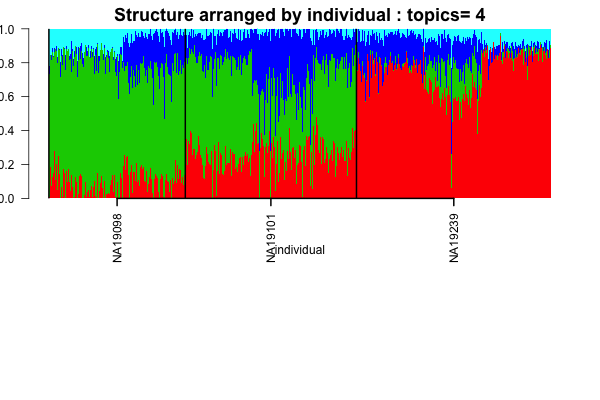 Structure arranged by individual : topics= 4
1.0
0.8
0.6
0.4
0.2
0.0
NA19098
NA19101
NA19239
individual